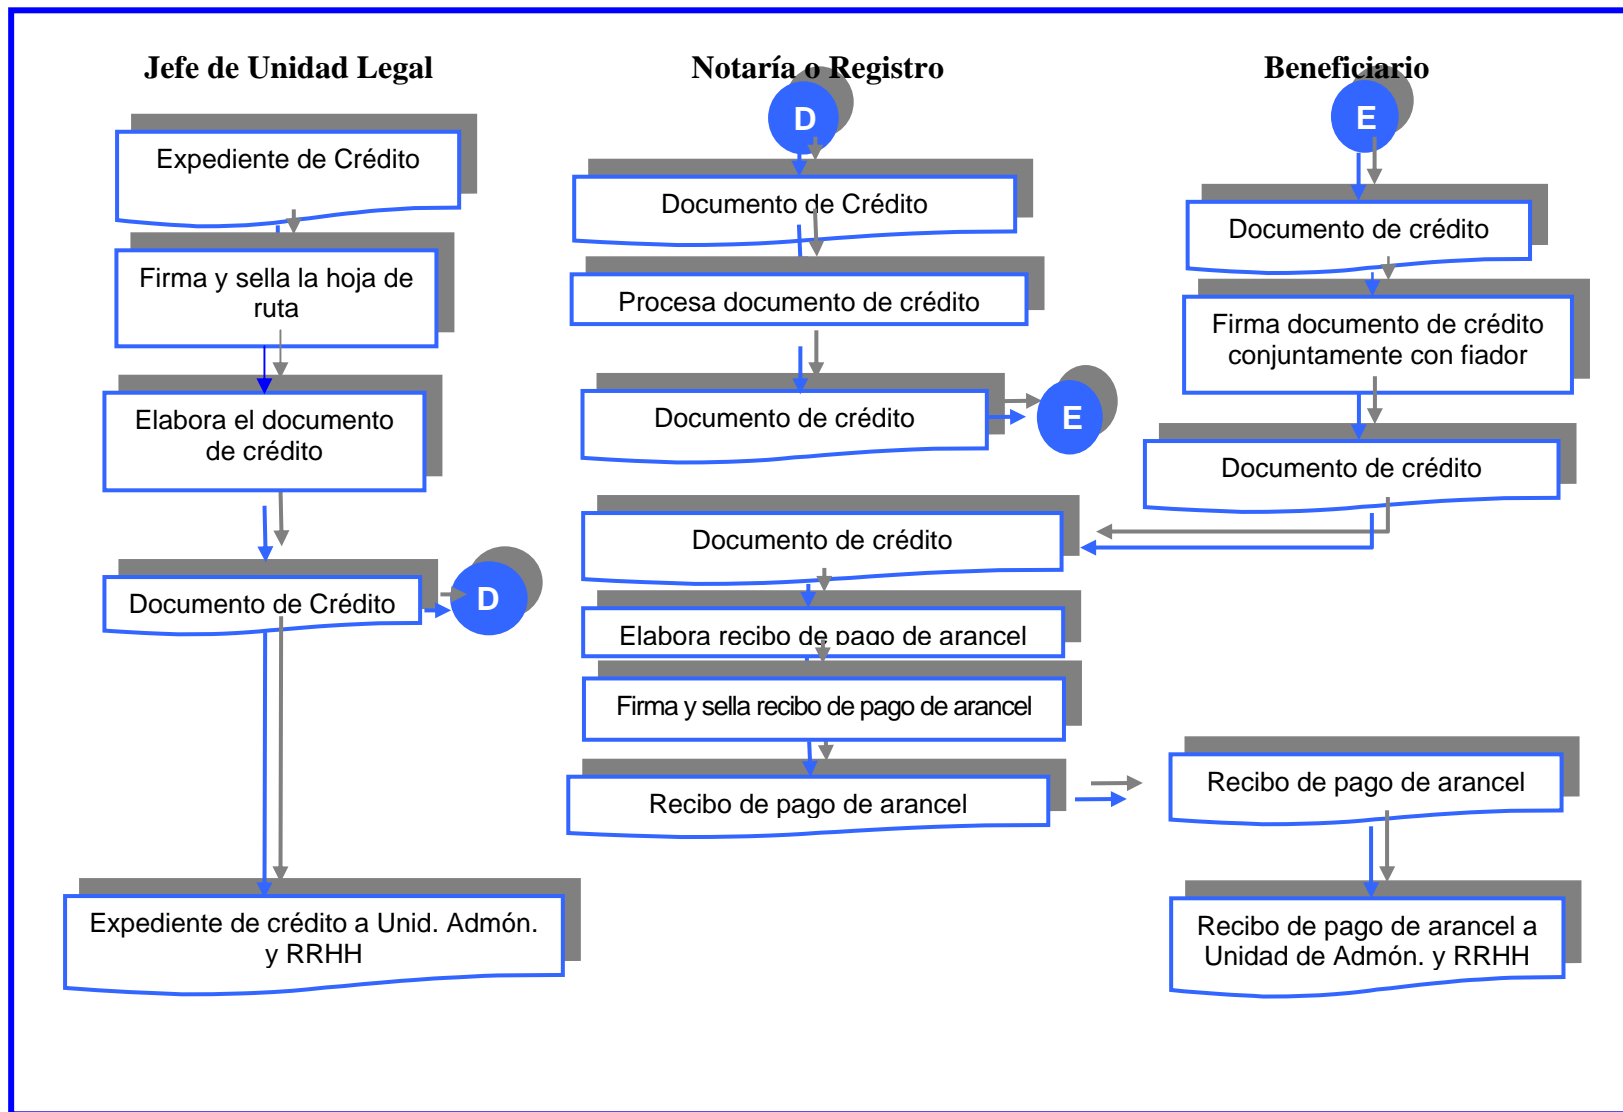 Jefe de Unidad Legal
Notaría o Registro
Beneficiario
Expediente de Crédito
Firma y sella la hoja de
ruta
Elabora el documento
de crédito
Documento de Crédito
D
Expediente de crédito a Unid. Admón.
y RRHH
D
Documento de Crédito
Procesa documento de crédito
Documento de crédito
E
Documento de crédito
Elabora recibo de pago de arancel
Firma y sella recibo de pago de arancel
Recibo de pago de arancel
E
Documento de crédito
Firma documento de crédito
conjuntamente con fiador
Documento de crédito
Recibo de pago de arancel
Recibo de pago de arancel a
Unidad de Admón. y RRHH